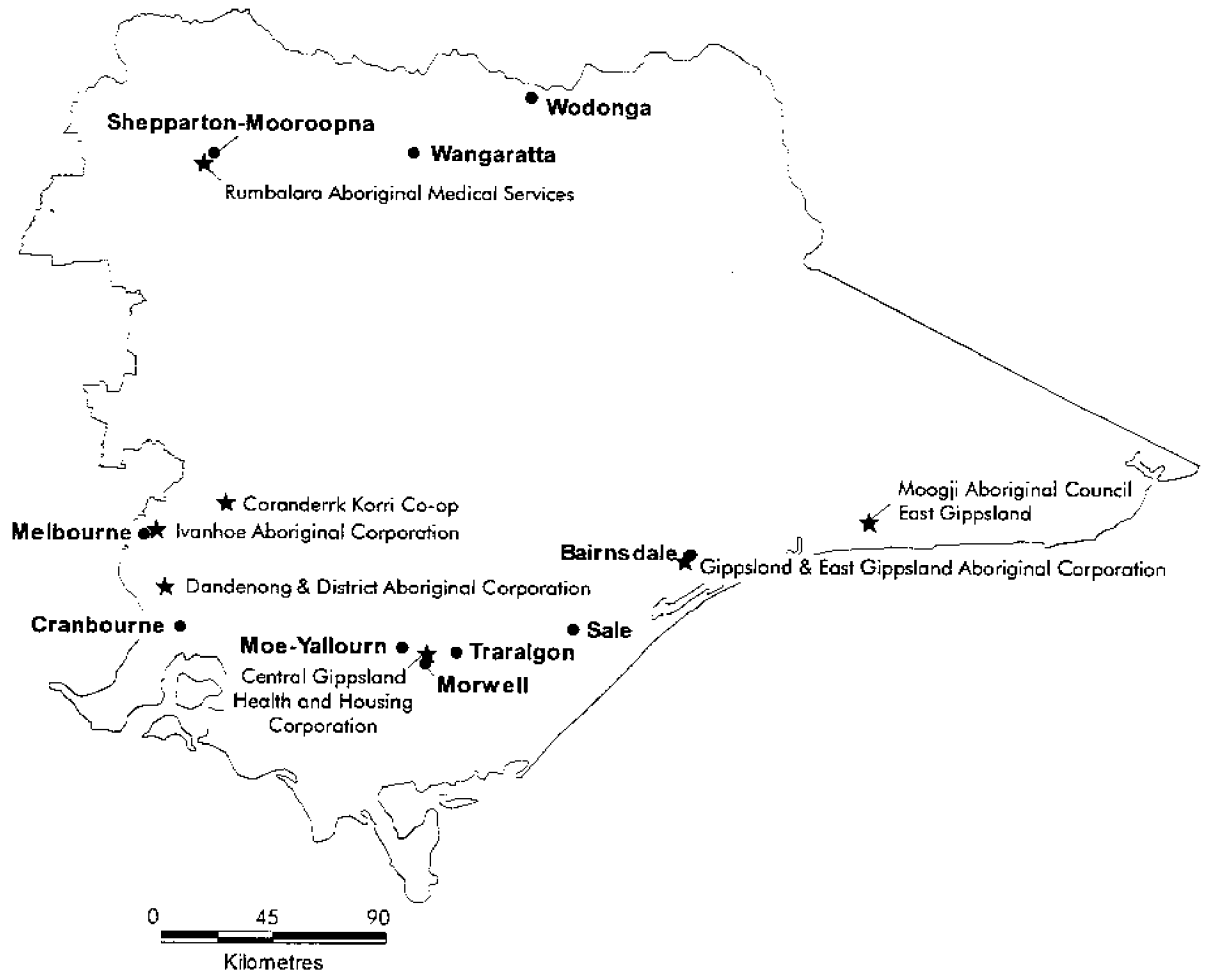 Wodonga
Shepparton-Mooroopna
Wangaratta
Rumbalara Aboriginal Medical Services
Coranderrk Korri Co-op
Moogji Aboriginal Council
East Gippsland
Melbourne
Ivanhoe Aboriginal Corporation
Bairnsdale
Gippsland & East Gippsland Aboriginal Corporation
Dandenong & District Aboriginal Corporation
Cranbourne
Sale
Moe-Yallourn
Traralgon
Central Gippsland
Health and Housing
Corporation
Morwell
0 45 90
Kilometres